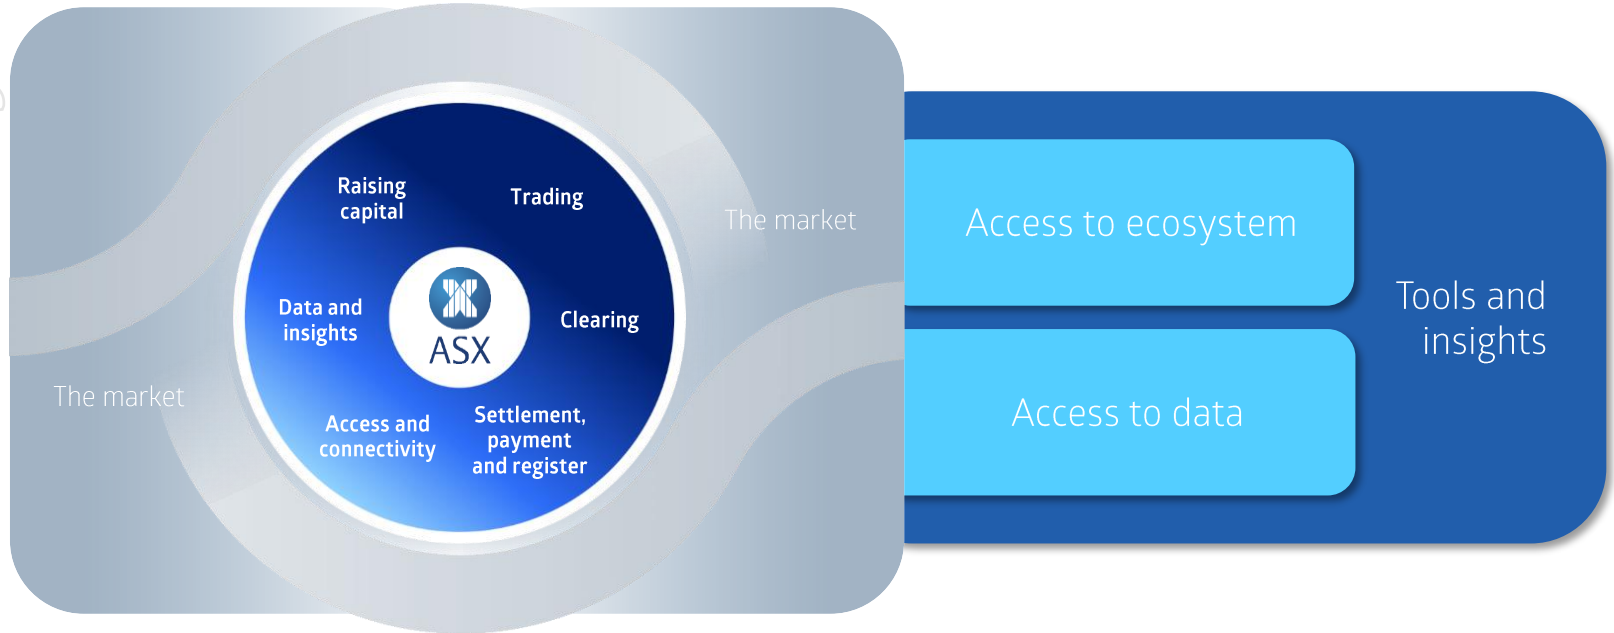 Raising
capital
Trading
The market
Data and
insights
ASX
Clearing
The market
Access and
connectivity
Settlement,
payment
and register
Access to ecosystem
Access to data
Tools and
insights